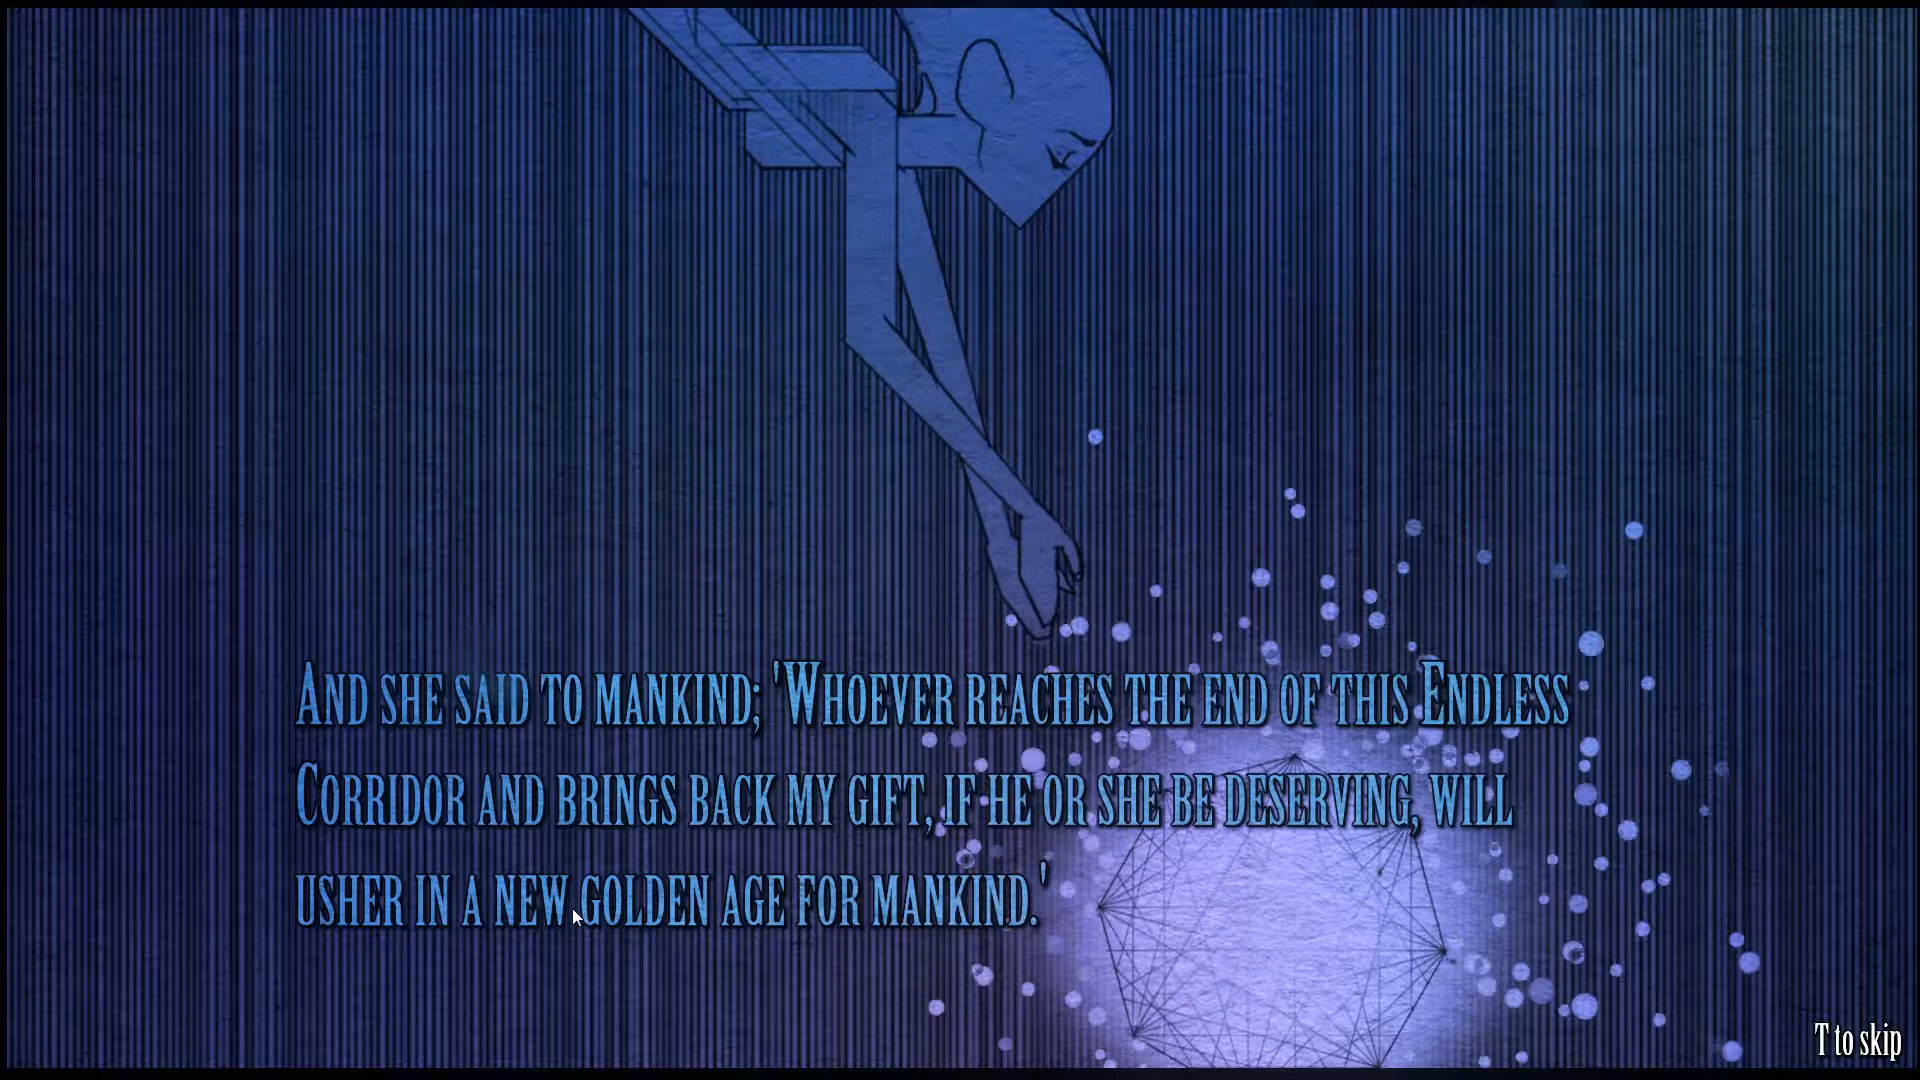 And she said to mankind; 'Whoever reaches the end of this Endless
Corridor and brings back my gift, if he or she be deserving, will
usher in a new golden age for mankind.'
T to skip